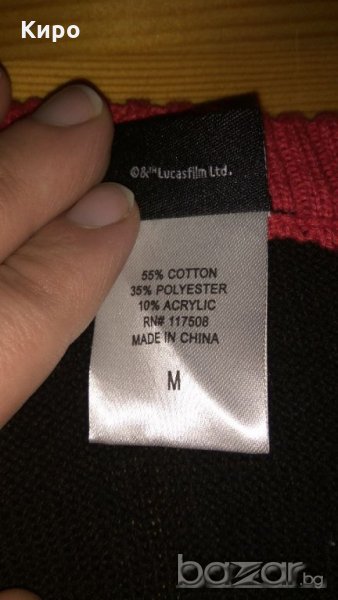 Киро
©&™Lucasfilm Ltd.
55% COTTON
35% POLYESTER
10% ACRYLIC
RN# 117508
MADE IN CHINA
M
bazar.bg